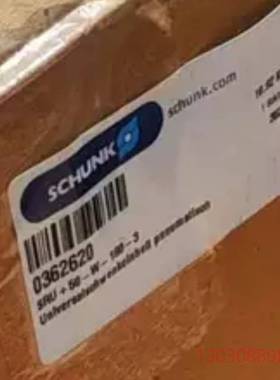 SCHUNK
schunk.com
0362620
SRU + 50 - W - 180 - 3
Universalschwenkeinheit pneumatisch